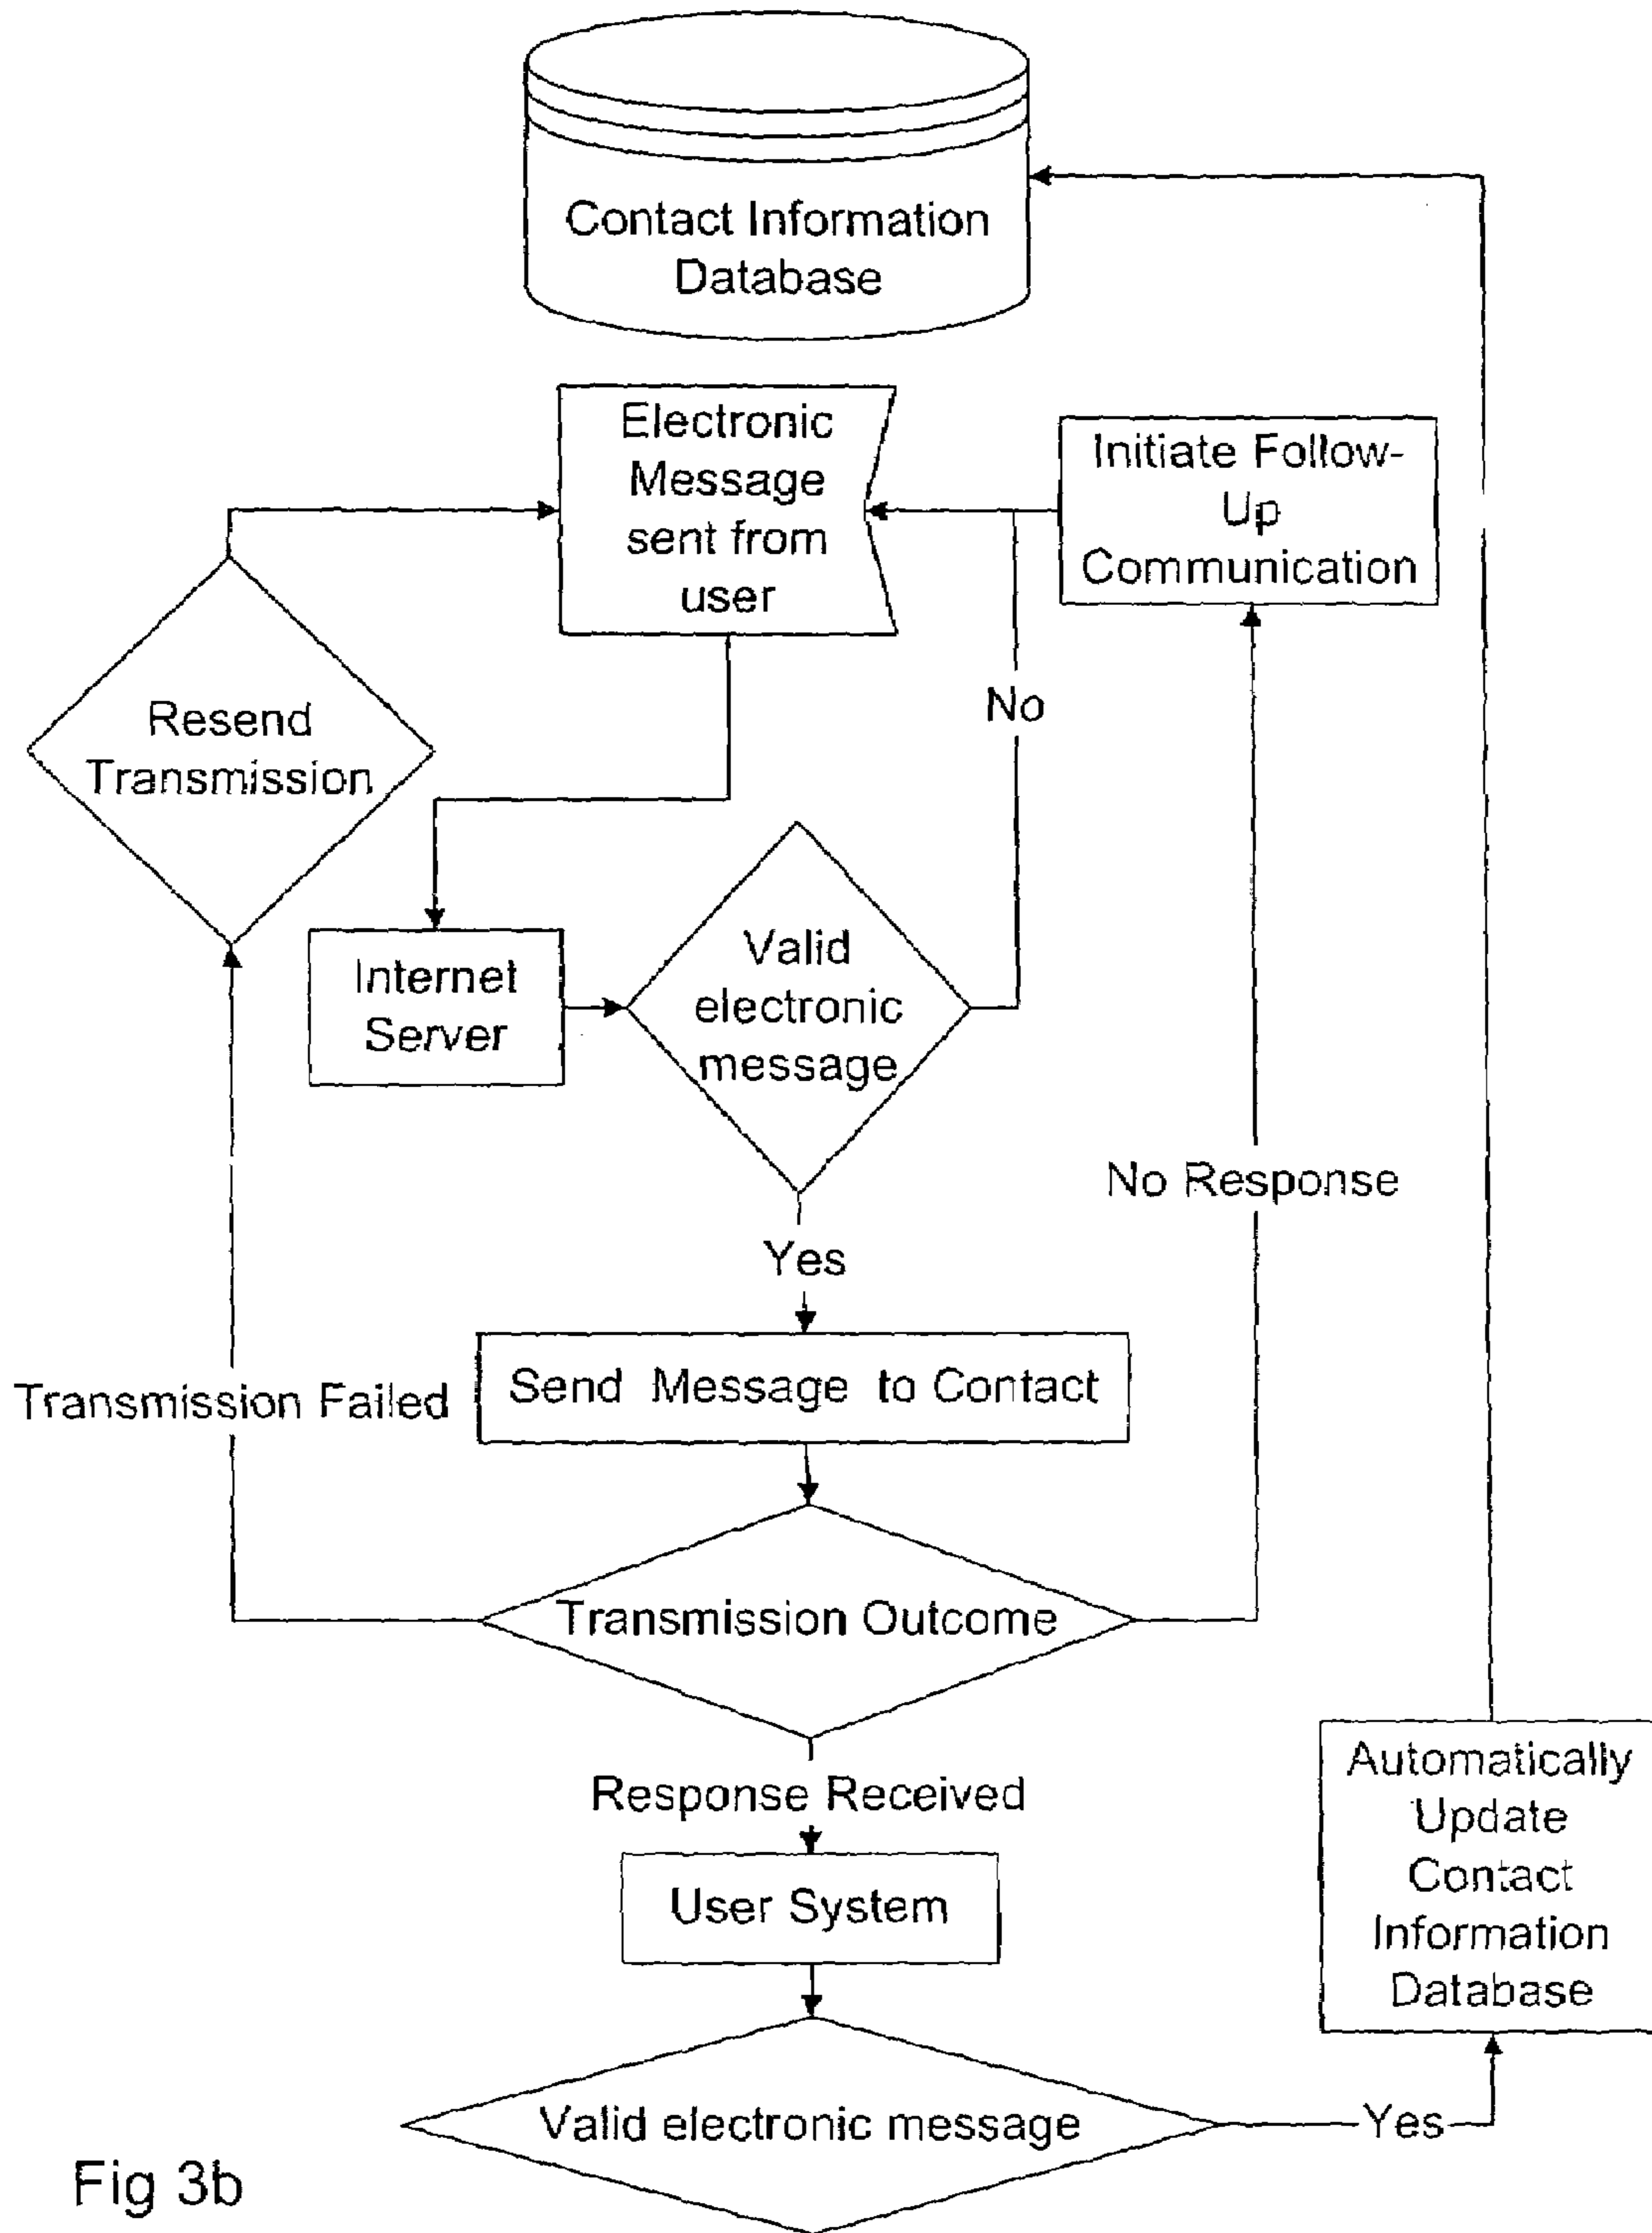 Contact Information
Database
Electronic
Message
sent from
user
Initiate Follow-
Up
Communication
Resend
Transmission
No
Internet
Server
Valid
electronic
message
No Response
Yes
Send Message to Contact
Transmission Failed
Transmission Outcome
Response Received
Automatically
Update
Contact
Information
Database
User System
Valid electronic message
Yes
Fig 3b